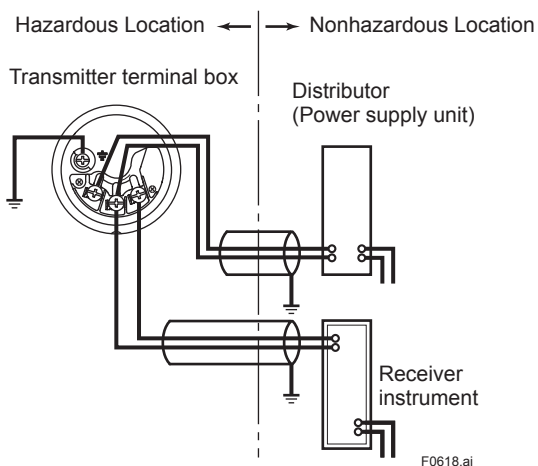 Hazardous Location
Nonhazardous Location
Transmitter terminal box
Distributor
(Power supply unit)
Receiver
instrument
F0618.ai